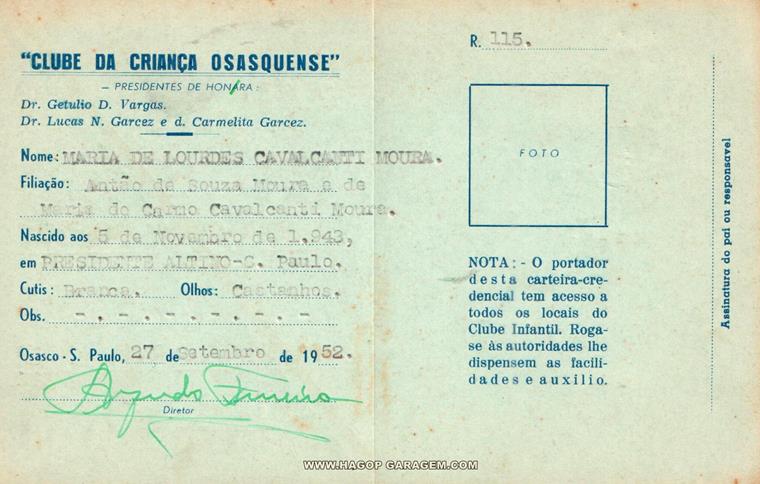 "CLUBE DA CRIANÇA OSASQUENSE"
— PRESIDENTES DE HONÁRA:
Dr. Getulio D. Vargas.
Dr. Lucas N. Garcez e d. Carmelita Garcez.
Nome: MARIA DE LOURDES CAVALCANTI MOURA.
Filiação: Antão de Souza Moura e de
Maria do Carmo Cavalcanti Moura.
Nascido aos 5 de Novembro de 1.943,
em PRESIDENTE ALTINO-S. Paulo.
Cutis: Branca. Olhos: Castanhos.
Obs. - . - . - . - . - . -
Osasco - S. Paulo, 27 de Setembro de 1952.
Diretor
R. 115.
FOTO
NOTA: - O portador
desta carteira-cre-
dencial tem acesso a
todos os locais do
Clube Infantil. Roga-
se às autoridades lhe
dispensem as facili-
dades e auxilio.
Assinatura do pai ou responsavel
WWW.HAGOP GARAGEM.COM